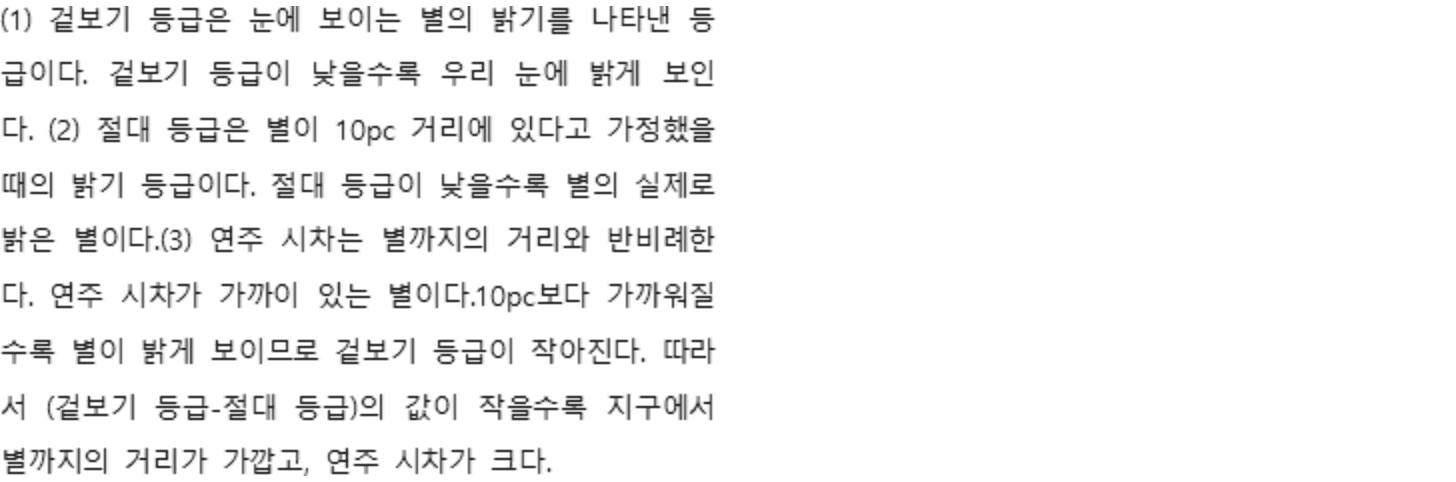 (1) 겉보기 등급은 눈에 보이는 별의 밝기를 나타낸 등
급이다. 겉보기 등급이 낮을수록 우리 눈에 밝게 보인
다. (2) 절대 등급은 별이 10pc 거리에 있다고 가정했을
때의 밝기 등급이다. 절대 등급이 낮을수록 별의 실제로
밝은 별이다.(3) 연주 시차는 별까지의 거리와 반비례한
다. 연주 시차가 가까이 있는 별이다.10pc보다 가까워질
수록 별이 밝게 보이므로 겉보기 등급이 작아진다. 따라
서 (겉보기 등급-절대 등급)의 값이 작을수록 지구에서
별까지의 거리가 가깝고, 연주 시차가 크다.